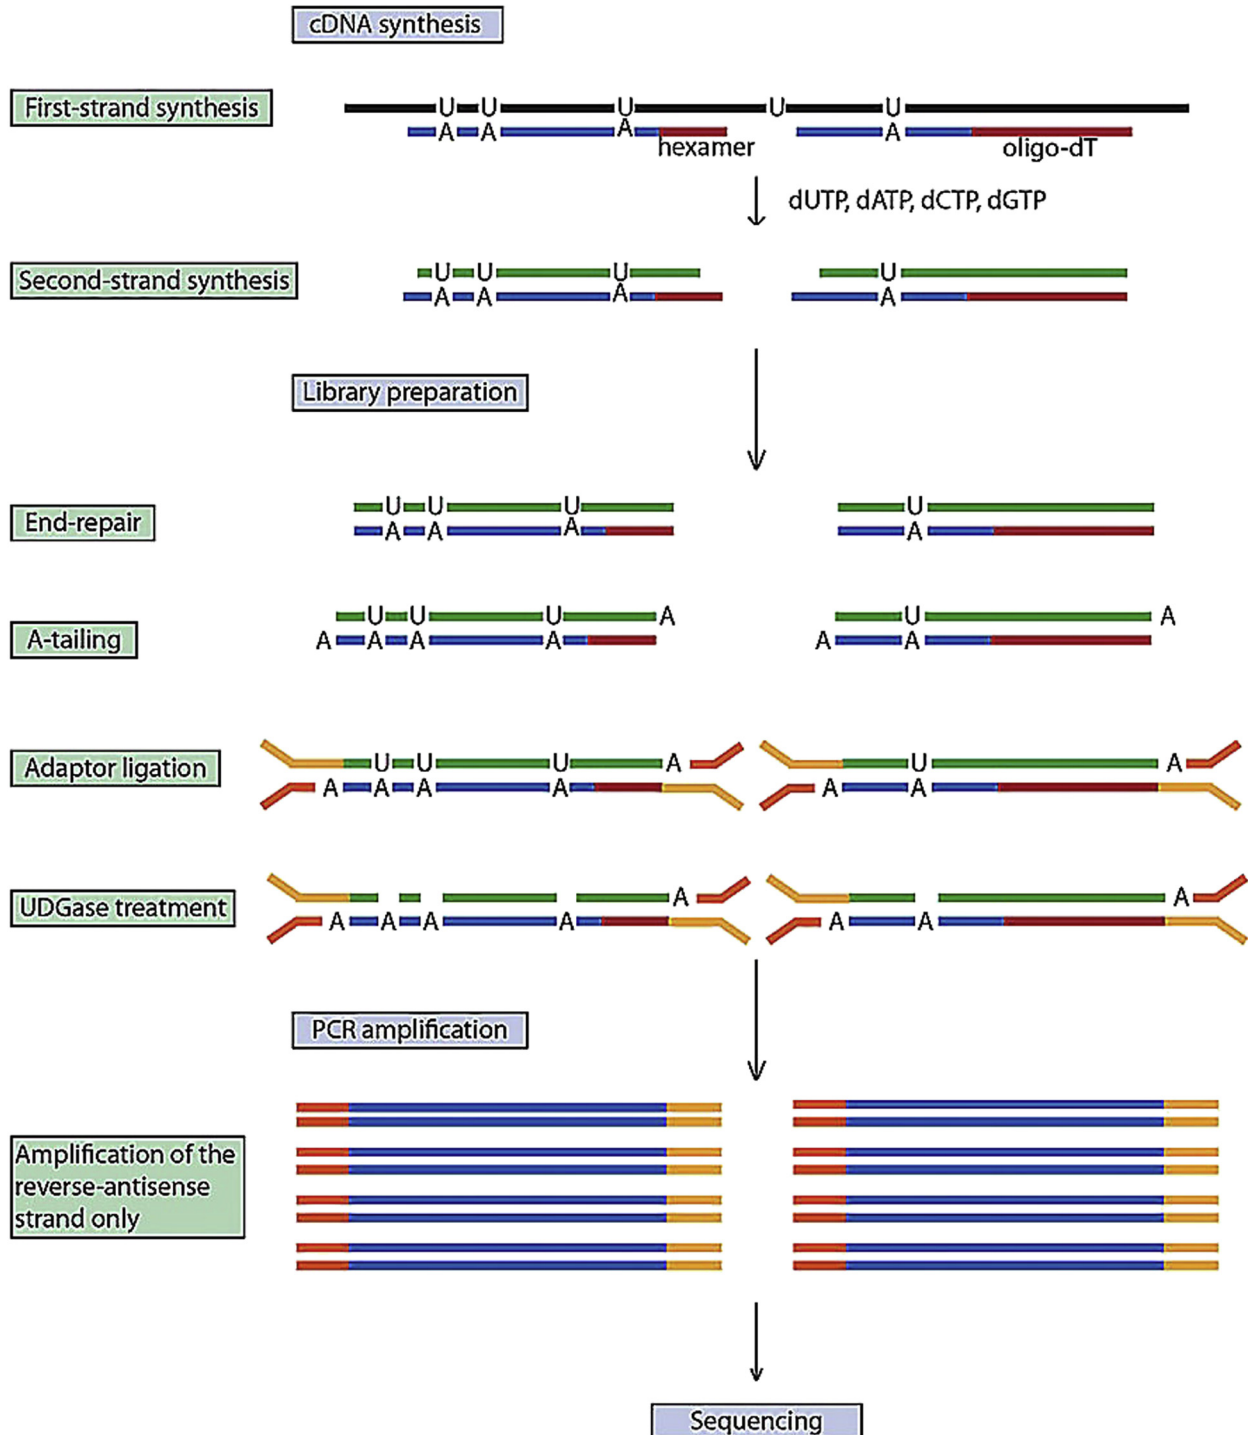 cDNA synthesis
First-strand synthesis
U U U U U
A A A A
hexamer oligo-dT
dUTP, dATP, dCTP, dGTP
Second-strand synthesis
U U U U
A A A A
Library preparation
End-repair
U U U U
A A A A
A-tailing
U U U A U A
A A A A A A
Adaptor ligation
U U U A U A
A A A A A A
UDGase treatment
A A
A A A A A A
PCR amplification
Amplification of the
reverse-antisense
strand only
Sequencing